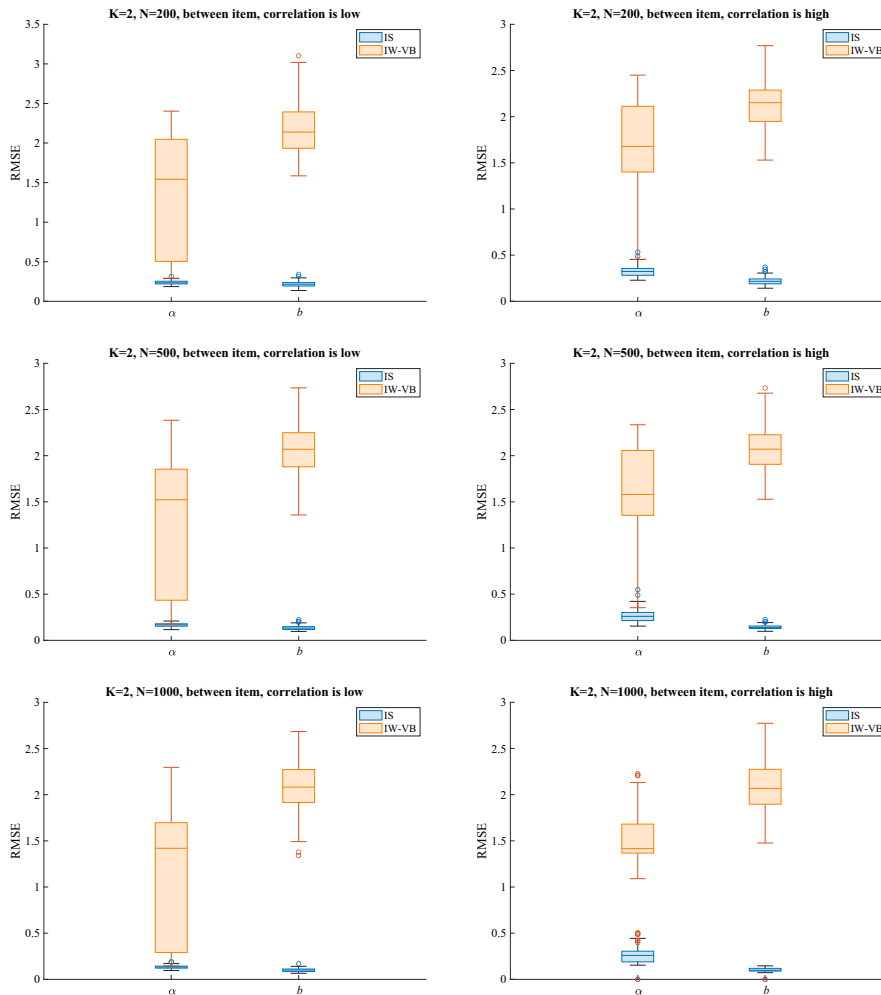 K=2, N=200, between item, correlation is low
3.5
3
2.5
2
1.5
1
0.5
0
RMSE
α
b
IS
IW-VB
K=2, N=200, between item, correlation is high
3
2.5
2
1.5
1
0.5
0
RMSE
α
b
IS
IW-VB
K=2, N=500, between item, correlation is low
3
2.5
2
1.5
1
0.5
0
RMSE
α
b
IS
IW-VB
K=2, N=500, between item, correlation is high
3
2.5
2
1.5
1
0.5
0
RMSE
α
b
IS
IW-VB
K=2, N=1000, between item, correlation is low
3
2.5
2
1.5
1
0.5
0
RMSE
α
b
IS
IW-VB
K=2, N=1000, between item, correlation is high
3
2.5
2
1.5
1
0.5
0
RMSE
α
b
IS
IW-VB